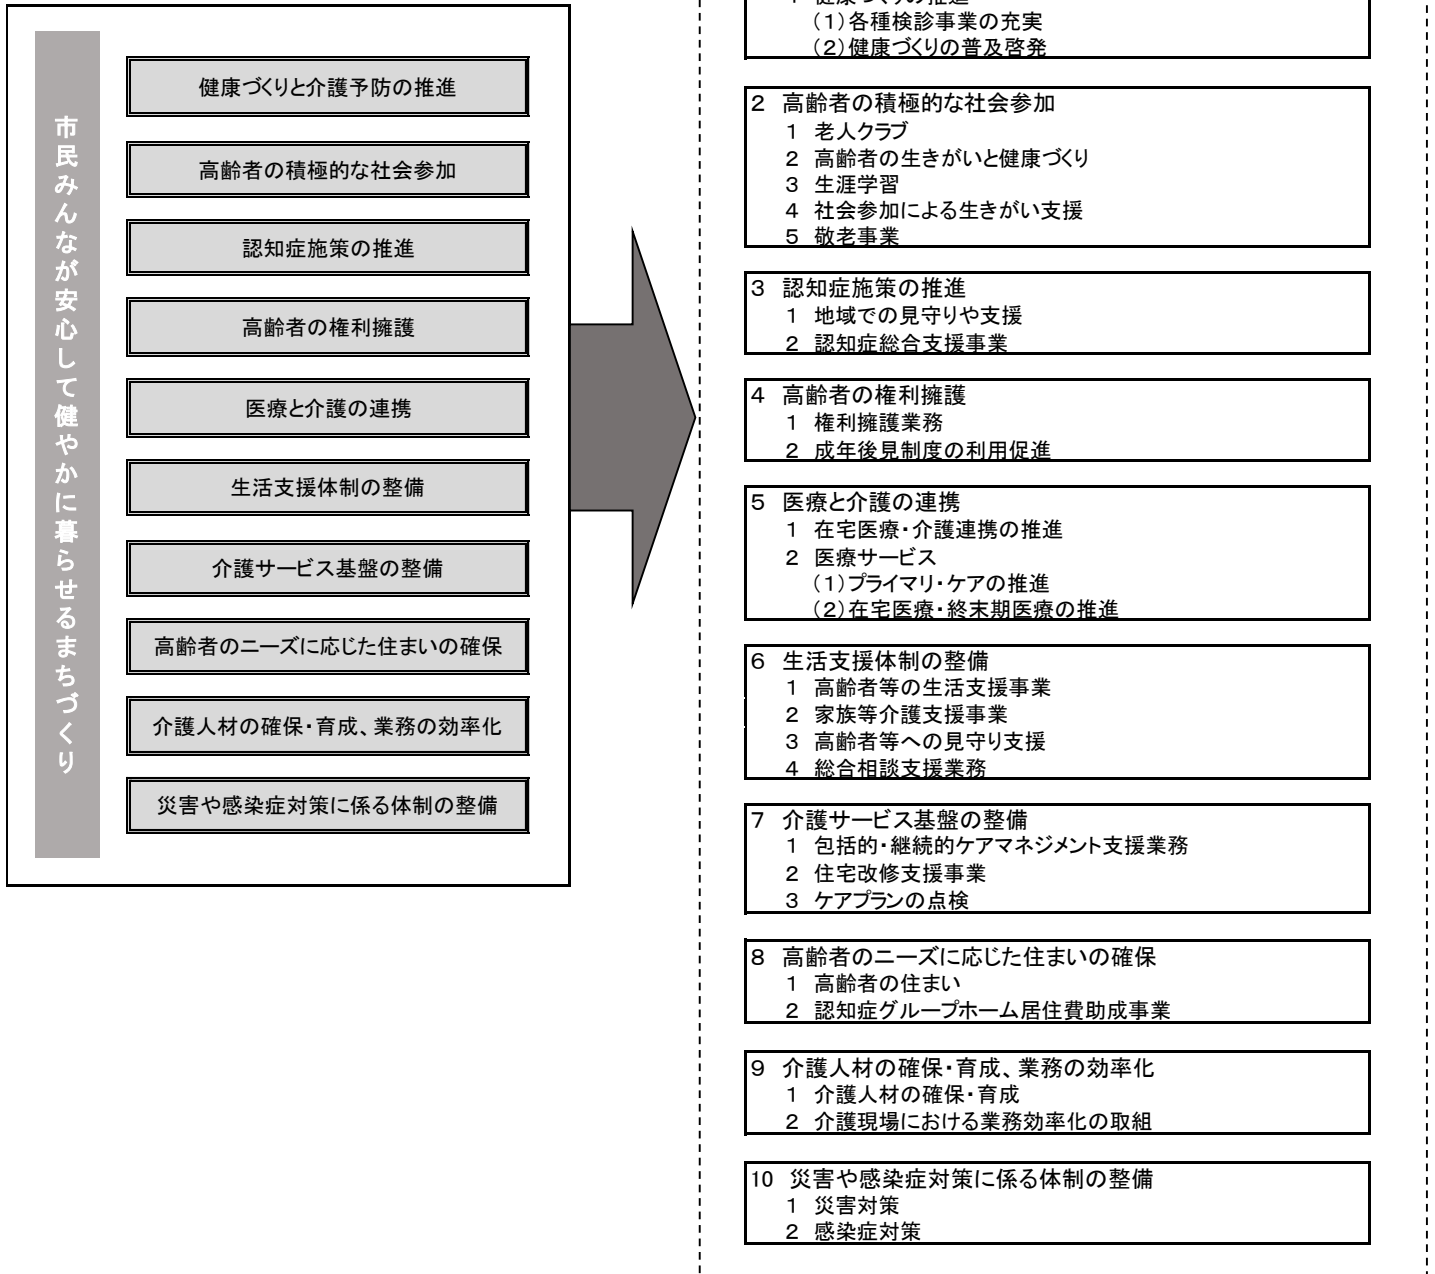 市民みんなが安心して健やかに暮らせるまちづくり
健康づくりと介護予防の推進
高齢者の積極的な社会参加
認知症施策の推進
高齢者の権利擁護
医療と介護の連携
生活支援体制の整備
介護サービス基盤の整備
高齢者のニーズに応じた住まいの確保
介護人材の確保・育成、業務の効率化
災害や感染症対策に係る体制の整備
(1)各種検診事業の充実
(2)健康づくりの普及啓発
2 高齢者の積極的な社会参加
1 老人クラブ
2 高齢者の生きがいと健康づくり
3 生涯学習
4 社会参加による生きがい支援
5 敬老事業
3 認知症施策の推進
1 地域での見守りや支援
2 認知症総合支援事業
4 高齢者の権利擁護
1 権利擁護業務
2 成年後見制度の利用促進
5 医療と介護の連携
1 在宅医療・介護連携の推進
2 医療サービス
(1)プライマリ・ケアの推進
(2)在宅医療・終末期医療の推進
6 生活支援体制の整備
1 高齢者等の生活支援事業
2 家族等介護支援事業
3 高齢者等への見守り支援
4 総合相談支援業務
7 介護サービス基盤の整備
1 包括的・継続的ケアマネジメント支援業務
2 住宅改修支援事業
3 ケアプランの点検
8 高齢者のニーズに応じた住まいの確保
1 高齢者の住まい
2 認知症グループホーム居住費助成事業
9 介護人材の確保・育成、業務の効率化
1 介護人材の確保・育成
2 介護現場における業務効率化の取組
10 災害や感染症対策に係る体制の整備
1 災害対策
2 感染症対策